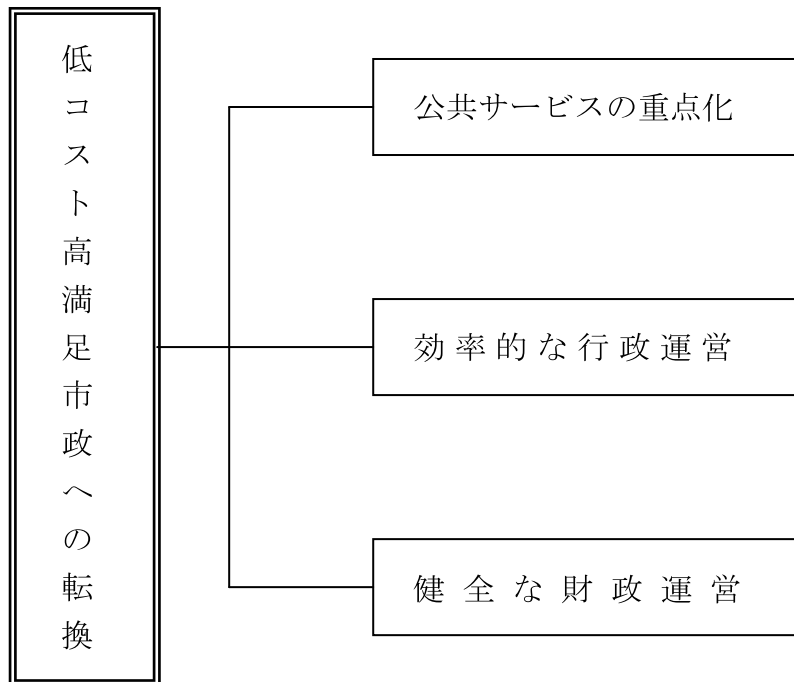 低コスト高満足市政への転換
公共サービスの重点化
効率的な行政運営
健全な財政運営